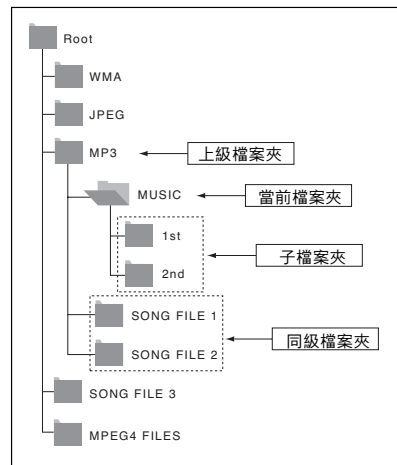 Root
WMA
JPEG
MP3 上級檔案夾
MUSIC 當前檔案夾
1st
子檔案夾
2nd
SONG FILE 1
同級檔案夾
SONG FILE 2
SONG FILE 3
MPEG4 FILES